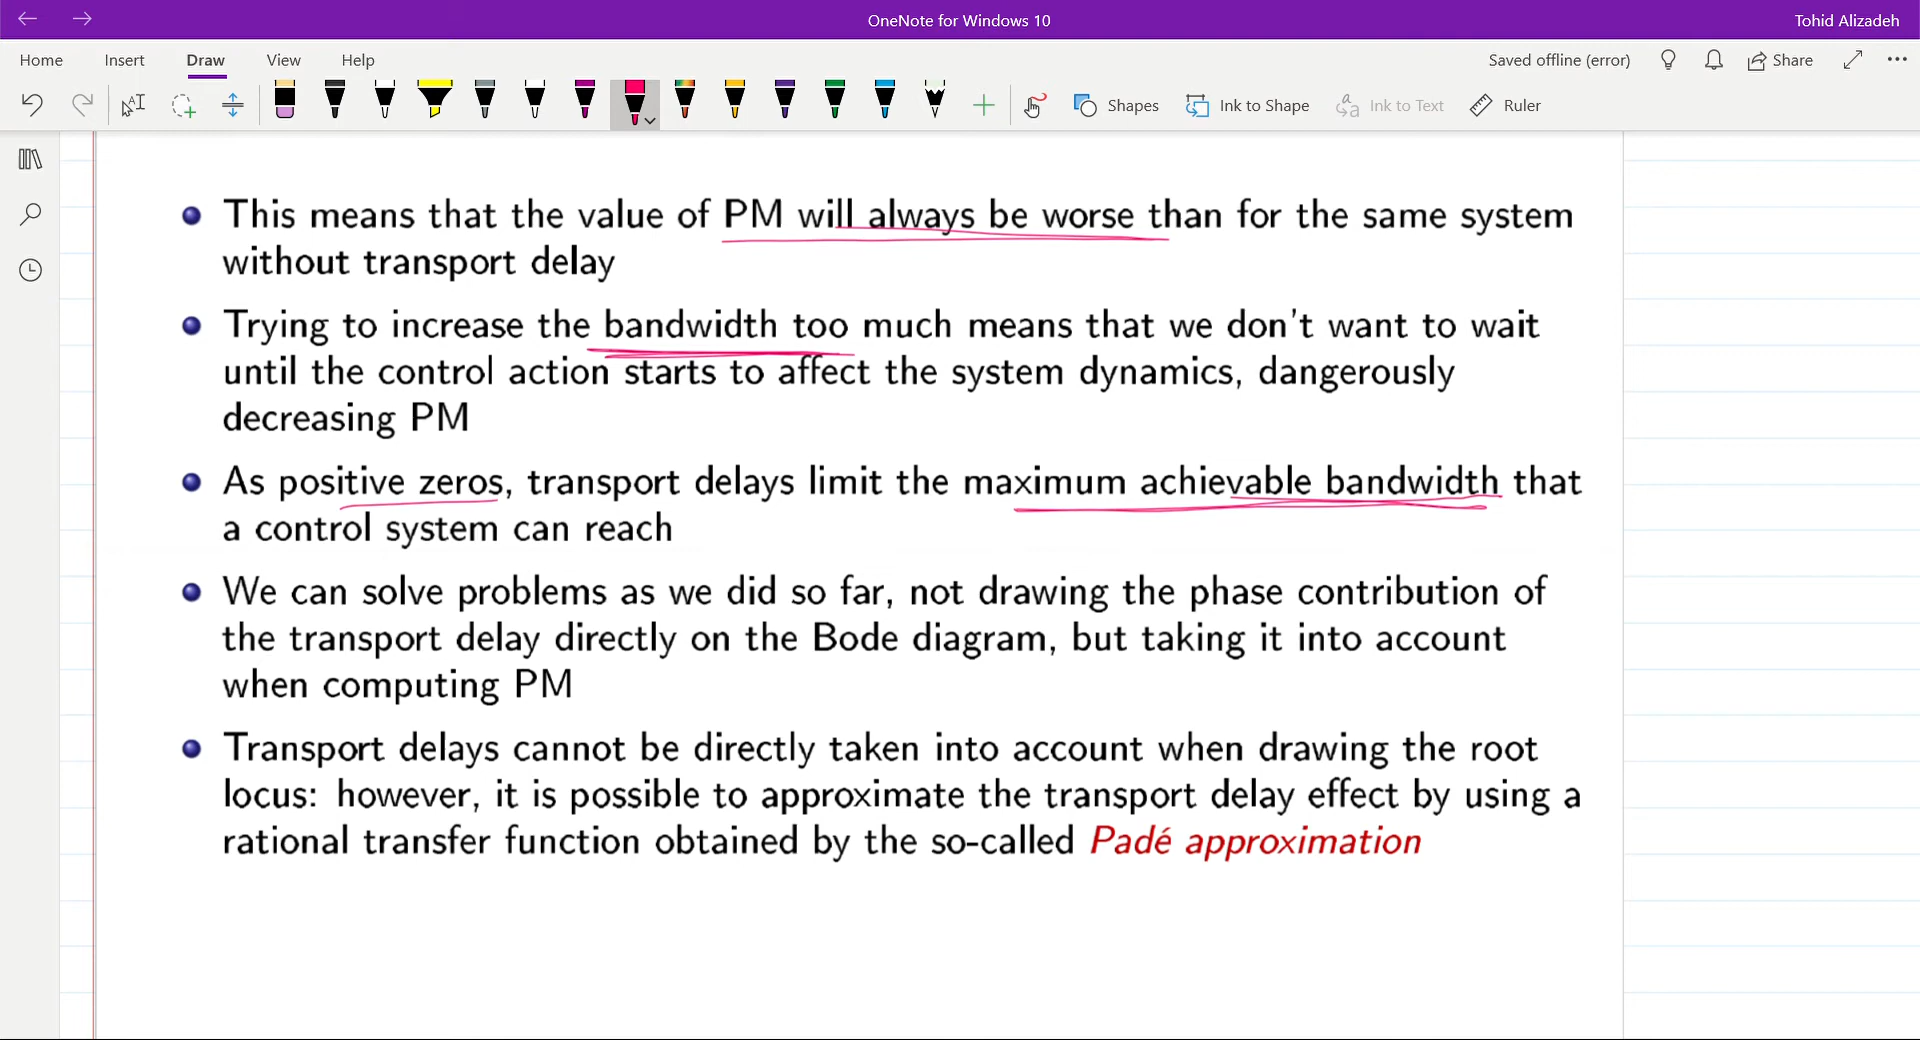 OneNote for Windows 10
Tohid Alizadeh
Home Insert Draw View Help
Saved offline (error) Share
Shapes Ink to Shape Ink to Text Ruler
This means that the value of PM will always be worse than for the same system
without transport delay
Trying to increase the bandwidth too much means that we don't want to wait
until the control action starts to affect the system dynamics, dangerously
decreasing PM
As positive zeros, transport delays limit the maximum achievable bandwidth that
a control system can reach
We can solve problems as we did so far, not drawing the phase contribution of
the transport delay directly on the Bode diagram, but taking it into account
when computing PM
Transport delays cannot be directly taken into account when drawing the root
locus: however, it is possible to approximate the transport delay effect by using a
rational transfer function obtained by the so-called Padé approximation